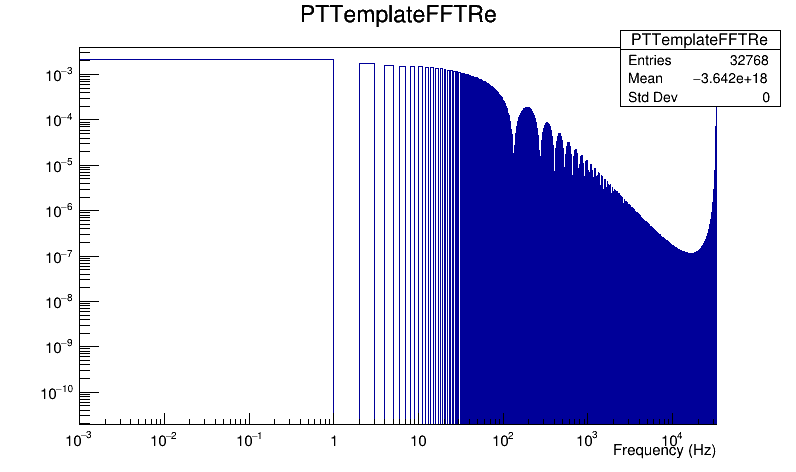 PTTemplateFFTRe
PTTemplateFFTRe
Entries 32768
Mean −3.642e+18
Std Dev 0
10⁻³
10⁻⁴
10⁻⁵
10⁻⁶
10⁻⁷
10⁻⁸
10⁻⁹
10⁻¹⁰
10⁻³ 10⁻² 10⁻¹ 1 10 10² 10³ 10⁴
Frequency (Hz)